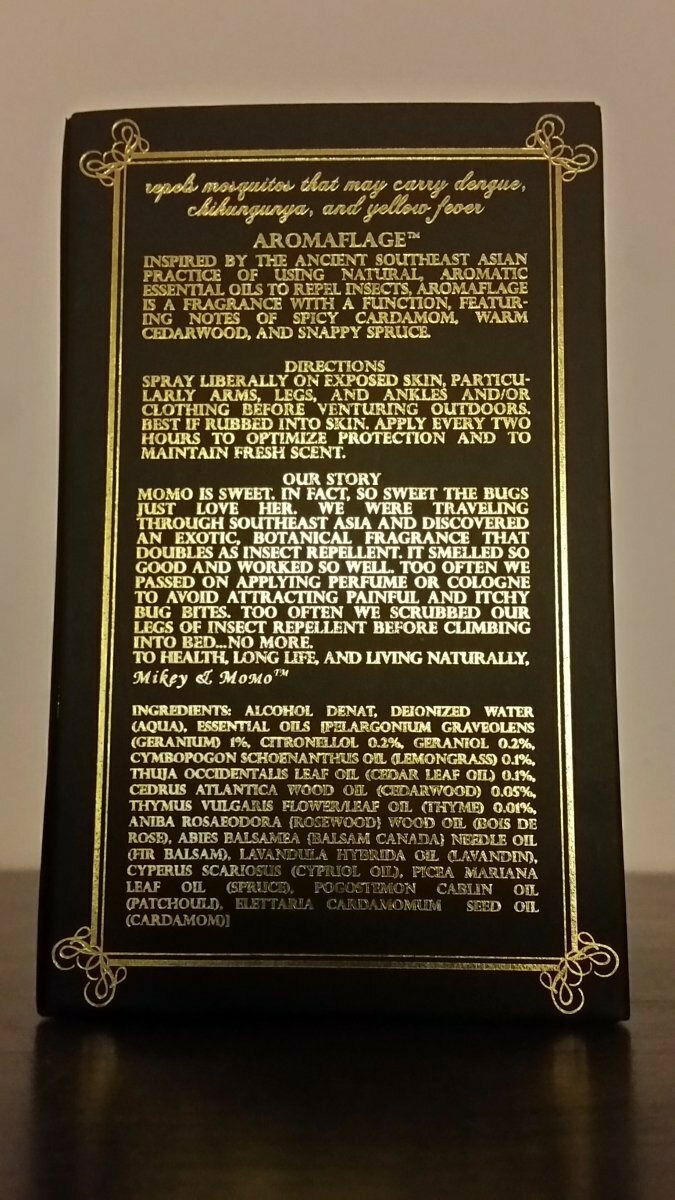 repels mosquitos that may carry dengue,
chikungunya, and yellow fever
AROMAFLAGE™
INSPIRED BY THE ANCIENT SOUTHEAST ASIAN
PRACTICE OF USING NATURAL, AROMATIC
ESSENTIAL OILS TO REPEL INSECTS, AROMAFLAGE
IS A FRAGRANCE WITH A FUNCTION, FEATUR-
ING NOTES OF SPICY CARDAMOM, WARM
CEDARWOOD, AND SNAPPY SPRUCE.
DIRECTIONS
SPRAY LIBERALLY ON EXPOSED SKIN, PARTICU-
LARLY ARMS, LEGS, AND ANKLES AND/OR
CLOTHING BEFORE VENTURING OUTDOORS.
BEST IF RUBBED INTO SKIN. APPLY EVERY TWO
HOURS TO OPTIMIZE PROTECTION AND TO
MAINTAIN FRESH SCENT.
OUR STORY
MOMO IS SWEET. IN FACT, SO SWEET THE BUGS
JUST LOVE HER. WE WERE TRAVELING
THROUGH SOUTHEAST ASIA AND DISCOVERED
AN EXOTIC, BOTANICAL FRAGRANCE THAT
DOUBLES AS INSECT REPELLENT. IT SMELLED SO
GOOD AND WORKED SO WELL. TOO OFTEN WE
PASSED ON APPLYING PERFUME OR COLOGNE
TO AVOID ATTRACTING PAINFUL AND ITCHY
BUG BITES. TOO OFTEN WE SCRUBBED OUR
LEGS OF INSECT REPELLENT BEFORE CLIMBING
INTO BED...NO MORE.
TO HEALTH, LONG LIFE, AND LIVING NATURALLY,
Mikey & Momo™
INGREDIENTS: ALCOHOL DENAT, DEIONIZED WATER
(AQUA), ESSENTIAL OILS [PELARGONIUM GRAVEOLENS
(GERANIUM) 1%, CITRONELLOL 0.2%, GERANIOL 0.2%,
CYMBOPOGON SCHOENANTHUS OIL (LEMONGRASS) 0.1%,
THUJA OCCIDENTALIS LEAF OIL (CEDAR LEAF OIL) 0.1%,
CEDRUS ATLANTICA WOOD OIL (CEDARWOOD) 0.05%,
THYMUS VULGARIS FLOWER/LEAF OIL (THYME) 0.01%,
ANIBA ROSAEODORA {ROSEWOOD} WOOD OIL (BOIS DE
ROSE), ABIES BALSAMEA {BALSAM CANADA} NEEDLE OIL
(FIR BALSAM), LAVANDULA HYBRIDA OIL (LAVANDIN),
CYPERUS SCARIOSUS (CYPRIOL OIL), PICEA MARIANA
LEAF OIL (SPRUCE), POGOSTEMON CABLIN OIL
(PATCHOULI), ELETTARIA CARDAMOMUM SEED OIL
(CARDAMOM)]